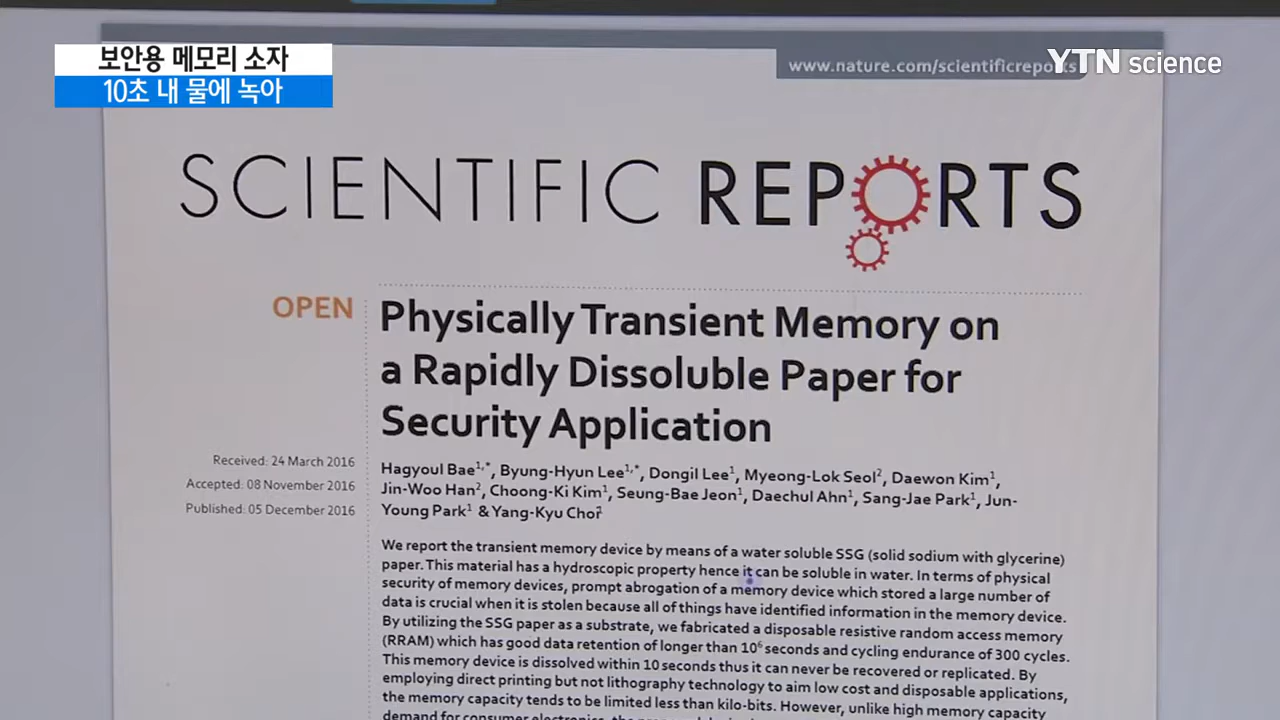 보안용 메모리 소자
10초 내 물에 녹아
www.nature.com/scientificreports
YTN science
SCIENTIFIC REPORTS
OPEN
Physically Transient Memory on
a Rapidly Dissoluble Paper for
Security Application
Received: 24 March 2016
Accepted: 08 November 2016
Published: 05 December 2016
Hagyoul Bae1,*, Byung-Hyun Lee1,*, Dongil Lee1, Myeong-Lok Seol2, Daewon Kim1,
Jin-Woo Han2, Choong-Ki Kim1, Seung-Bae Jeon1, Daechul Ahn1, Sang-Jae Park1, Jun-
Young Park1 & Yang-Kyu Choi1
We report the transient memory device by means of a water soluble SSG (solid sodium with glycerine)
paper. This material has a hydroscopic property hence it can be soluble in water. In terms of physical
security of memory devices, prompt abrogation of a memory device which stored a large number of
data is crucial when it is stolen because all of things have identified information in the memory device.
By utilizing the SSG paper as a substrate, we fabricated a disposable resistive random access memory
(RRAM) which has good data retention of longer than 10⁶ seconds and cycling endurance of 300 cycles.
This memory device is dissolved within 10 seconds thus it can never be recovered or replicated. By
employing direct printing but not lithography technology to aim low cost and disposable applications,
the memory capacity tends to be limited less than kilo-bits. However, unlike high memory capacity
demand for consumer electronics, the